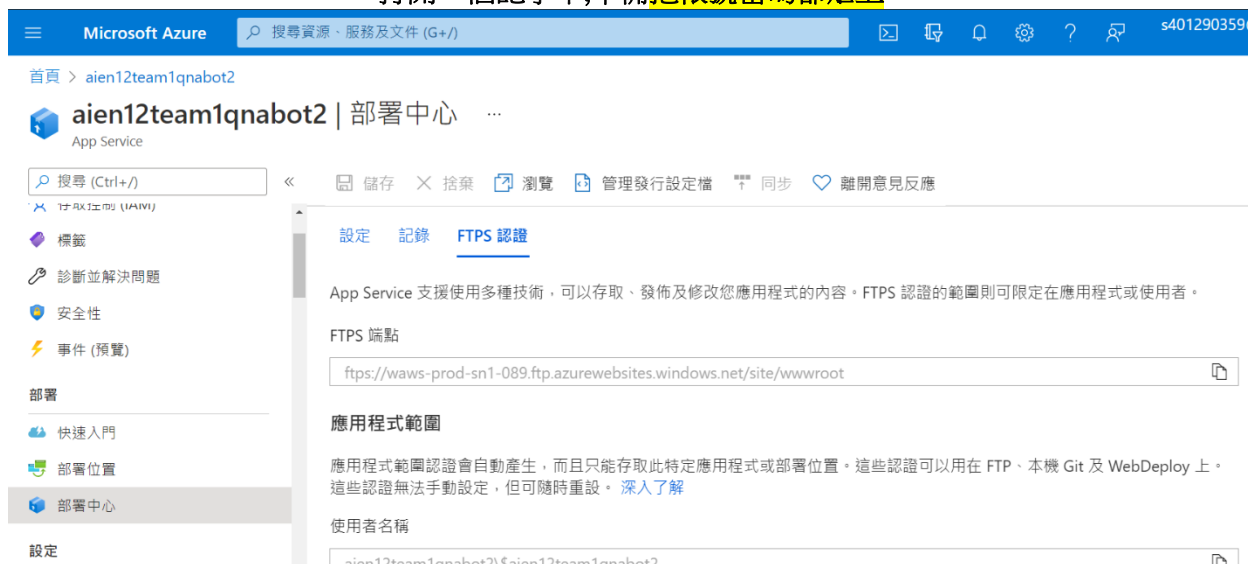 Microsoft Azure
搜尋資源、服務及文件 (G+/)
s401290359
首頁 > aien12team1qnabot2
aien12team1qnabot2 | 部署中心 ...
App Service
搜尋 (Ctrl+/)
«
儲存 捨棄 瀏覽 管理發行設定檔 同步 離開意見反應
存取控制 (IAM)
標籤
診斷並解決問題
安全性
事件 (預覽)
部署
快速入門
部署位置
部署中心
設定
設定 記錄 FTPS 認證
App Service 支援使用多種技術，可以存取、發佈及修改您應用程式的內容。FTPS 認證的範圍則可限定在應用程式或使用者。
FTPS 端點
ftps://waws-prod-sn1-089.ftp.azurewebsites.windows.net/site/wwwroot
應用程式範圍
應用程式範圍認證會自動產生，而且只能存取此特定應用程式或部署位置。這些認證可以用在 FTP、本機 Git 及 WebDeploy 上。
這些認證無法手動設定，但可隨時重設。 深入了解
使用者名稱
aien12team1qnabot2\$aien12team1qnabot2